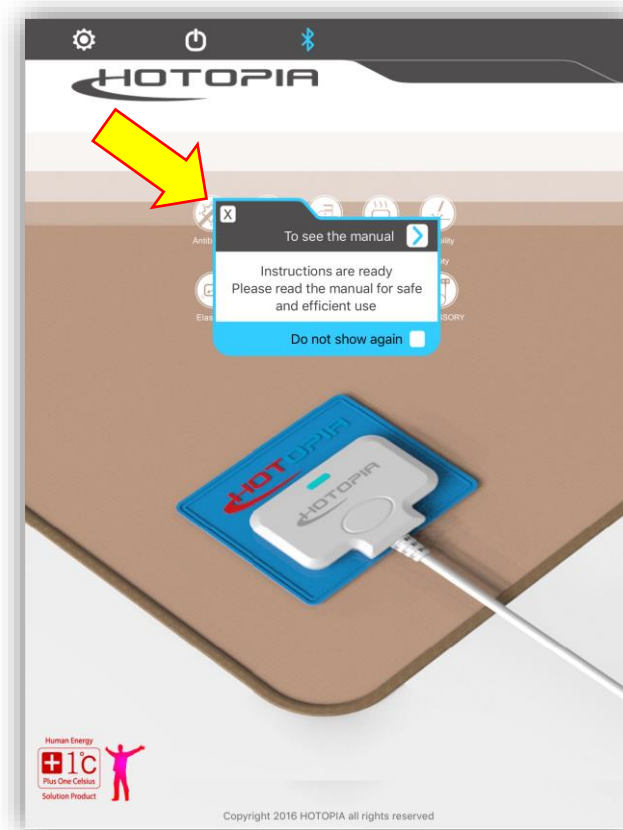 HOTOPIA
X
To see the manual
Instructions are ready
Please read the manual for safe
and efficient use
Do not show again
HOTOPIA
HOTOPIA
Human Energy
+1°C
Plus One Celsius
Solution Product
Copyright 2016 HOTOPIA all rights reserved